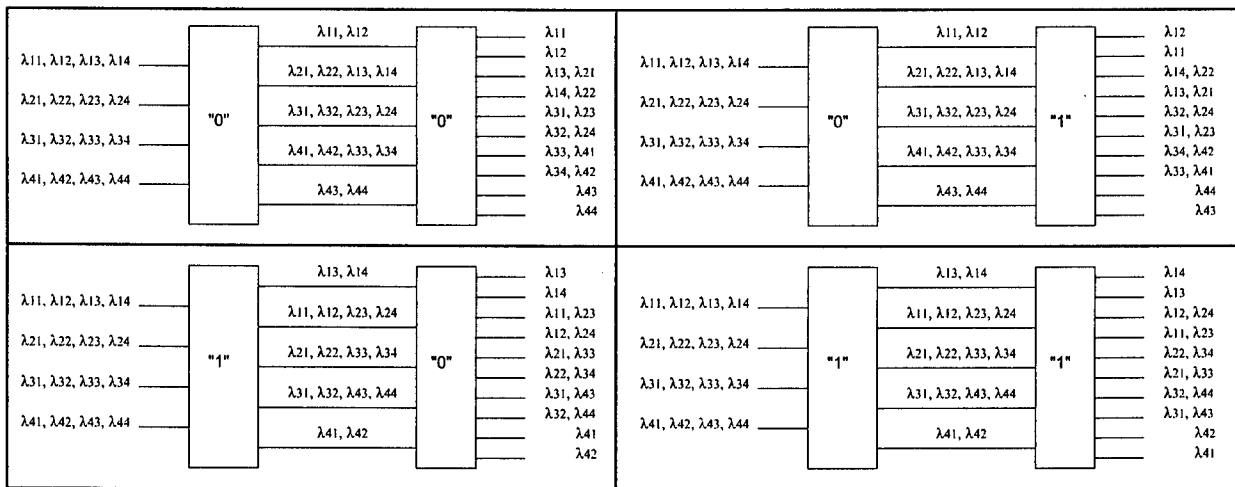 λ11, λ12
λ11
λ12
λ11, λ12, λ13, λ14
λ21, λ22, λ13, λ14
λ13, λ21
λ14, λ22
λ21, λ22, λ23, λ24
"0"
λ31, λ32, λ23, λ24
"0"
λ31, λ23
λ32, λ24
λ31, λ32, λ33, λ34
λ41, λ42, λ33, λ34
λ33, λ41
λ34, λ42
λ41, λ42, λ43, λ44
λ43, λ44
λ43
λ44
λ11, λ12
λ12
λ11
λ11, λ12, λ13, λ14
λ21, λ22, λ13, λ14
λ14, λ22
λ13, λ21
λ21, λ22, λ23, λ24
"0"
λ31, λ32, λ23, λ24
"1"
λ32, λ24
λ31, λ23
λ31, λ32, λ33, λ34
λ41, λ42, λ33, λ34
λ34, λ42
λ33, λ41
λ41, λ42, λ43, λ44
λ43, λ44
λ44
λ43
λ13, λ14
λ13
λ14
λ11, λ12, λ13, λ14
λ11, λ12, λ23, λ24
λ11, λ23
λ12, λ24
λ21, λ22, λ23, λ24
"1"
λ21, λ22, λ33, λ34
"0"
λ21, λ33
λ22, λ34
λ31, λ32, λ33, λ34
λ31, λ32, λ43, λ44
λ31, λ43
λ32, λ44
λ41, λ42, λ43, λ44
λ41, λ42
λ41
λ42
λ13, λ14
λ14
λ13
λ11, λ12, λ13, λ14
λ11, λ12, λ23, λ24
λ12, λ24
λ11, λ23
λ21, λ22, λ23, λ24
"1"
λ21, λ22, λ33, λ34
"1"
λ22, λ34
λ21, λ33
λ31, λ32, λ33, λ34
λ31, λ32, λ43, λ44
λ32, λ44
λ31, λ43
λ41, λ42, λ43, λ44
λ41, λ42
λ42
λ41